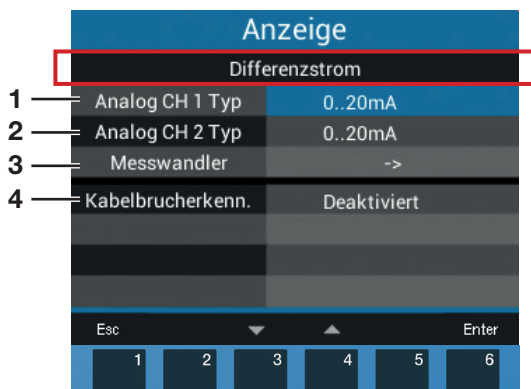 Anzeige
Differenzstrom
1 Analog CH 1 Typ 0..20mA
2 Analog CH 2 Typ 0..20mA
3 Messwandler ->
4 Kabelbrucherkenn. Deaktiviert
Esc Enter
1 2 3 4 5 6